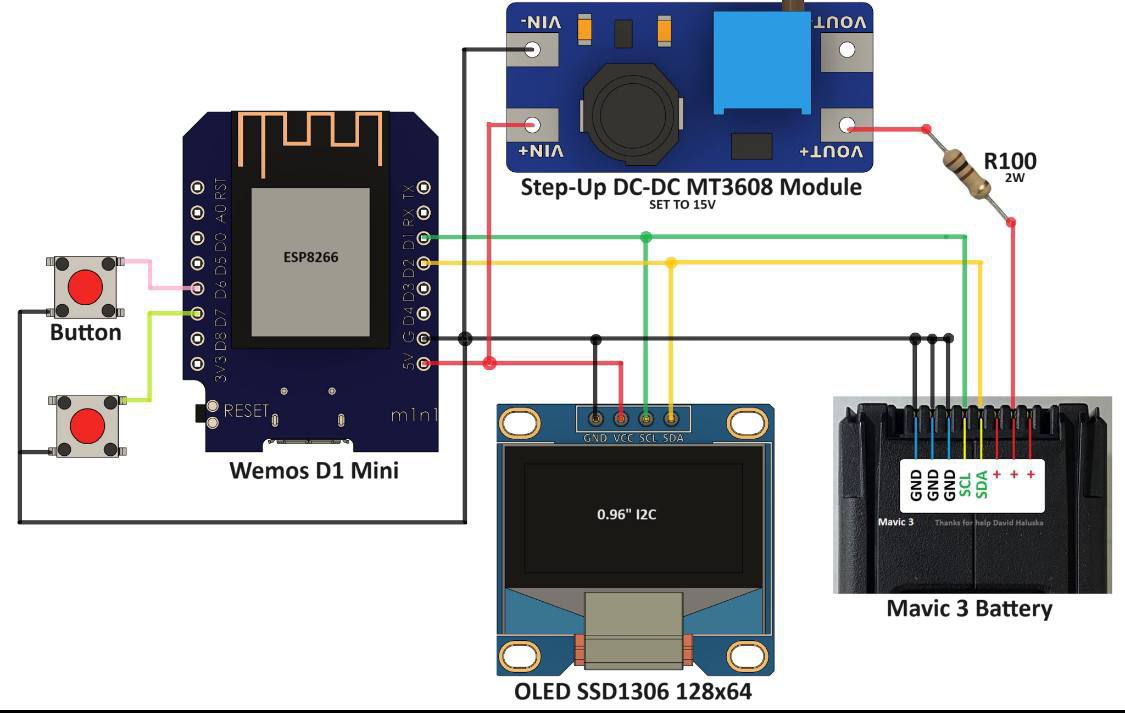 -VIN
VOUT-
+VIN
VOUT+
Step-Up DC-DC MT3608 Module
SET TO 15V
R100
2W
RST
A0
D0
D5
D6
D7
D8
3V3
TX
RX
D1
D2
D3
D4
G
5V
ESP8266
RESET
mini
Wemos D1 Mini
Button
GND VCC SCL SDA
0.96" I2C
OLED SSD1306 128x64
GND
GND
GND
SCL
SDA
+
+
+
Mavic 3
Thanks for help David Haluska
Mavic 3 Battery